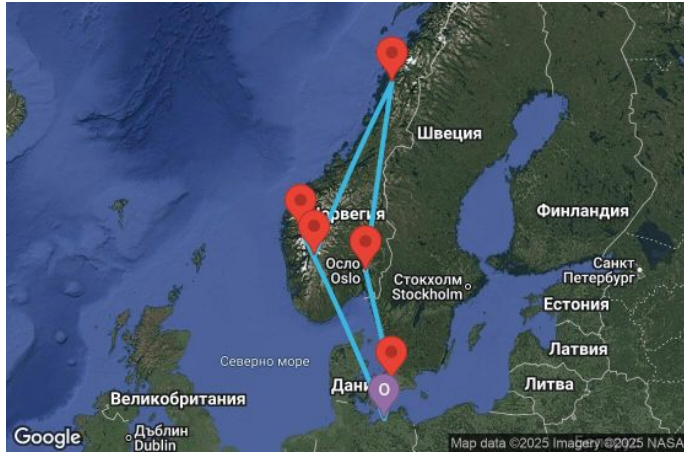 Швеция
Норвегия
Финландия
Осло
Oslo
Санкт
Петербург
Стокхолм
Stockholm
Естония
Латвия
Северно море
Дани
O
Литва
Великобритания
Дъблин
Dublin
Google
Map data ©2025 Imagery ©2025 NASA